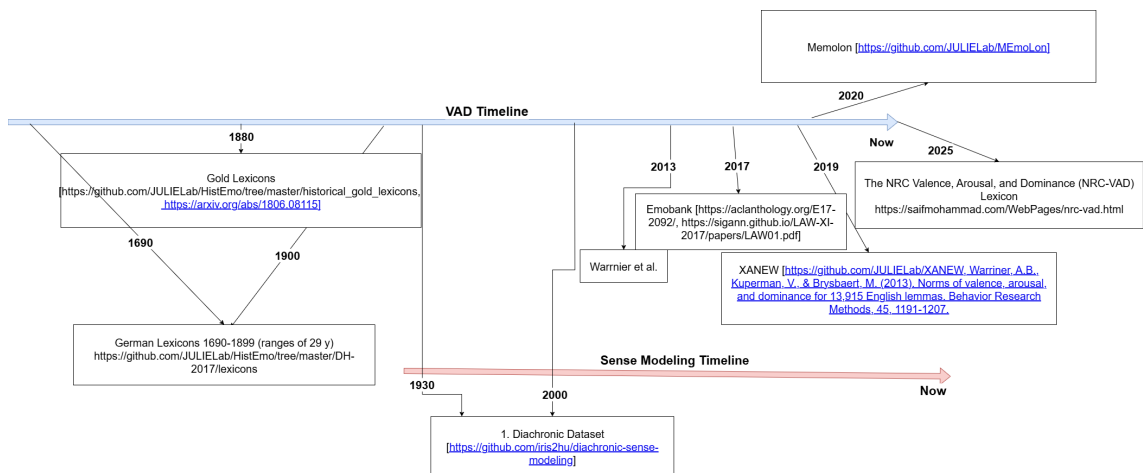 Memolon [https://github.com/JULIELab/MEmoLon]
2020
VAD Timeline
Now
1880
2013
2017
2019
2025
Gold Lexicons
[https://github.com/JULIELab/HistEmo/tree/master/historical_gold_lexicons,
https://arxiv.org/abs/1806.08115]
The NRC Valence, Arousal, and Dominance (NRC-VAD)
Lexicon
https://saifmohammad.com/WebPages/nrc-vad.html
Emobank [https://aclanthology.org/E17-
2092/, https://sigann.github.io/LAW-XI-
2017/papers/LAW01.pdf]
1690
1900
Warrnier et al.
XANEW [https://github.com/JULIELab/XANEW, Warriner, A.B.,
Kuperman, V., & Brysbaert, M. (2013). Norms of valence, arousal,
and dominance for 13,915 English lemmas. Behavior Research
Methods, 45, 1191-1207.
German Lexicons 1690-1899 (ranges of 29 y)
https://github.com/JULIELab/HistEmo/tree/master/DH-
2017/lexicons
Sense Modeling Timeline
Now
1930
2000
1. Diachronic Dataset
[https://github.com/iris2hu/diachronic-sense-
modeling]